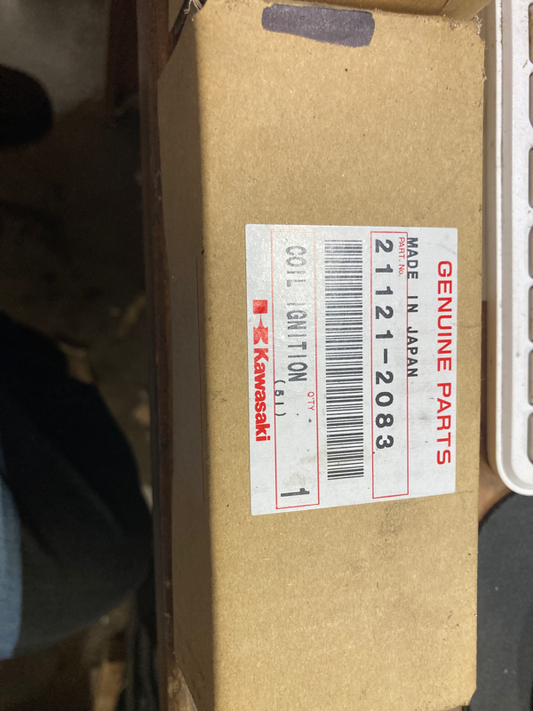 GENUINE PARTS
MADE IN JAPAN
PART. No.
21121-2083
COIL IGNITION
(51)
Q'TY
1
Kawasaki